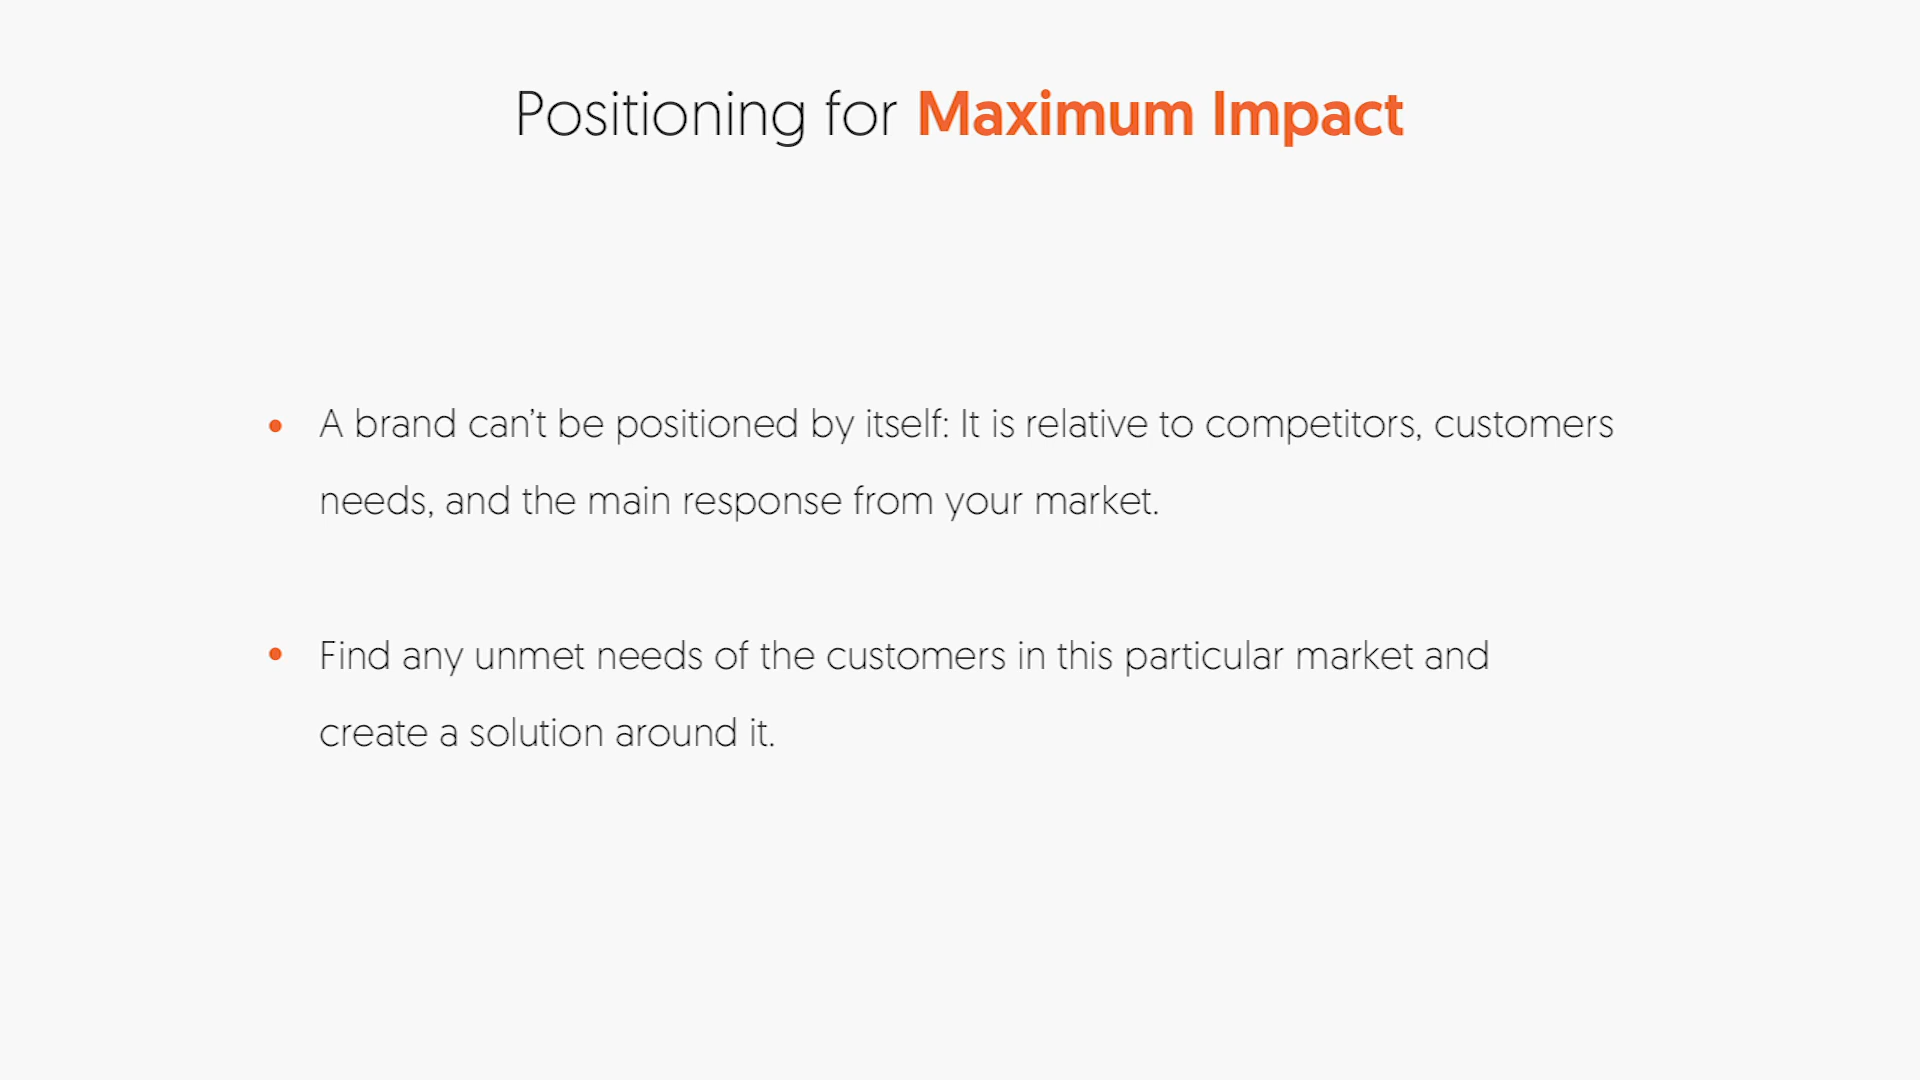 Positioning for Maximum Impact
• A brand can’t be positioned by itself: It is relative to competitors, customers
needs, and the main response from your market.
• Find any unmet needs of the customers in this particular market and
create a solution around it.